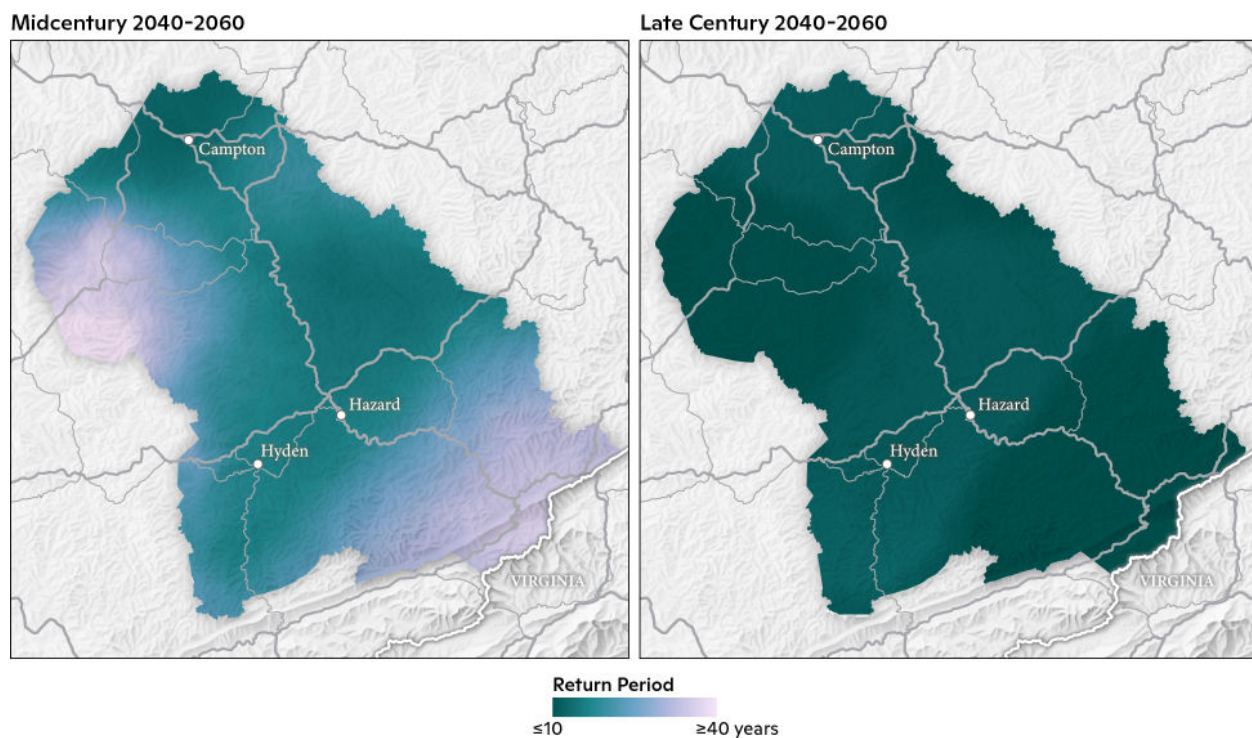 Midcentury 2040-2060
Campton
Hazard
Hyden
VIRGINIA
Late Century 2040-2060
Campton
Hazard
Hyden
VIRGINIA
Return Period
≤10
≥40 years